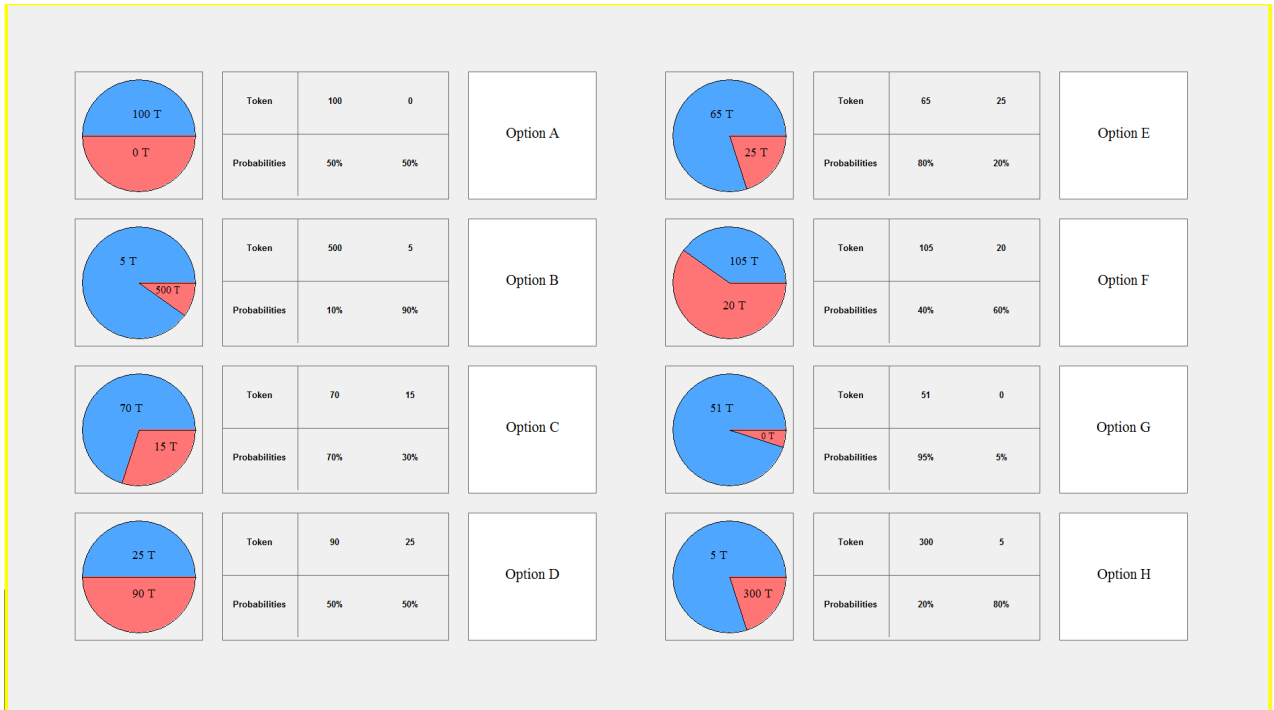 100 T
0 T
Token 100 0
Probabilities 50% 50%
Option A
5 T
500 T
Token 500 5
Probabilities 10% 90%
Option B
70 T
15 T
Token 70 15
Probabilities 70% 30%
Option C
25 T
90 T
Token 90 25
Probabilities 50% 50%
Option D
65 T
25 T
Token 65 25
Probabilities 80% 20%
Option E
105 T
20 T
Token 105 20
Probabilities 40% 60%
Option F
51 T
0 T
Token 51 0
Probabilities 95% 5%
Option G
5 T
300 T
Token 300 5
Probabilities 20% 80%
Option H